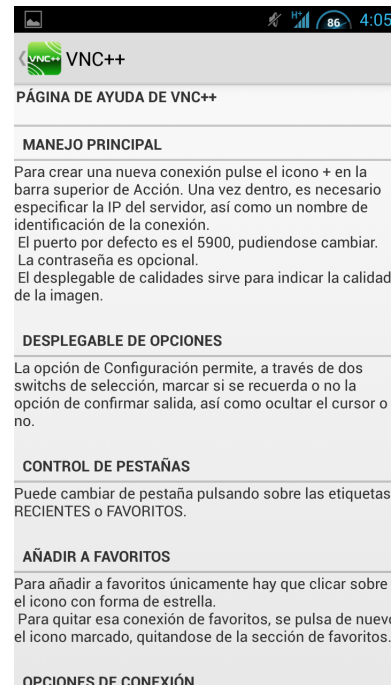 H+ 86 4:05
VNC++ VNC++
PÁGINA DE AYUDA DE VNC++
MANEJO PRINCIPAL
Para crear una nueva conexión pulse el icono + en la
barra superior de Acción. Una vez dentro, es necesario
especificar la IP del servidor, así como un nombre de
identificación de la conexión.
El puerto por defecto es el 5900, pudiendose cambiar.
La contraseña es opcional.
El desplegable de calidades sirve para indicar la calidad
de la imagen.
DESPLEGABLE DE OPCIONES
La opción de Configuración permite, a través de dos
switchs de selección, marcar si se recuerda o no la
opción de confirmar salida, así como ocultar el cursor o
no.
CONTROL DE PESTAÑAS
Puede cambiar de pestaña pulsando sobre las etiquetas
RECIENTES o FAVORITOS.
AÑADIR A FAVORITOS
Para añadir a favoritos únicamente hay que clicar sobre
el icono con forma de estrella.
Para quitar esa conexión de favoritos, se pulsa de nuevo
el icono marcado, quitandose de la sección de favoritos.
OPCIONES DE CONEXIÓN